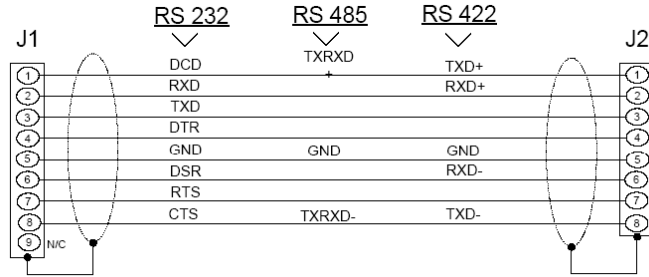 RS 232 RS 485 RS 422
J1 J2
DCD TXRXD + TXD+
1 1
RXD RXD+
2 2
TXD
3 3
DTR
4 4
GND GND GND
5 5
DSR RXD-
6 6
RTS
7 7
CTS TXRXD- TXD-
8 8
9 N/C